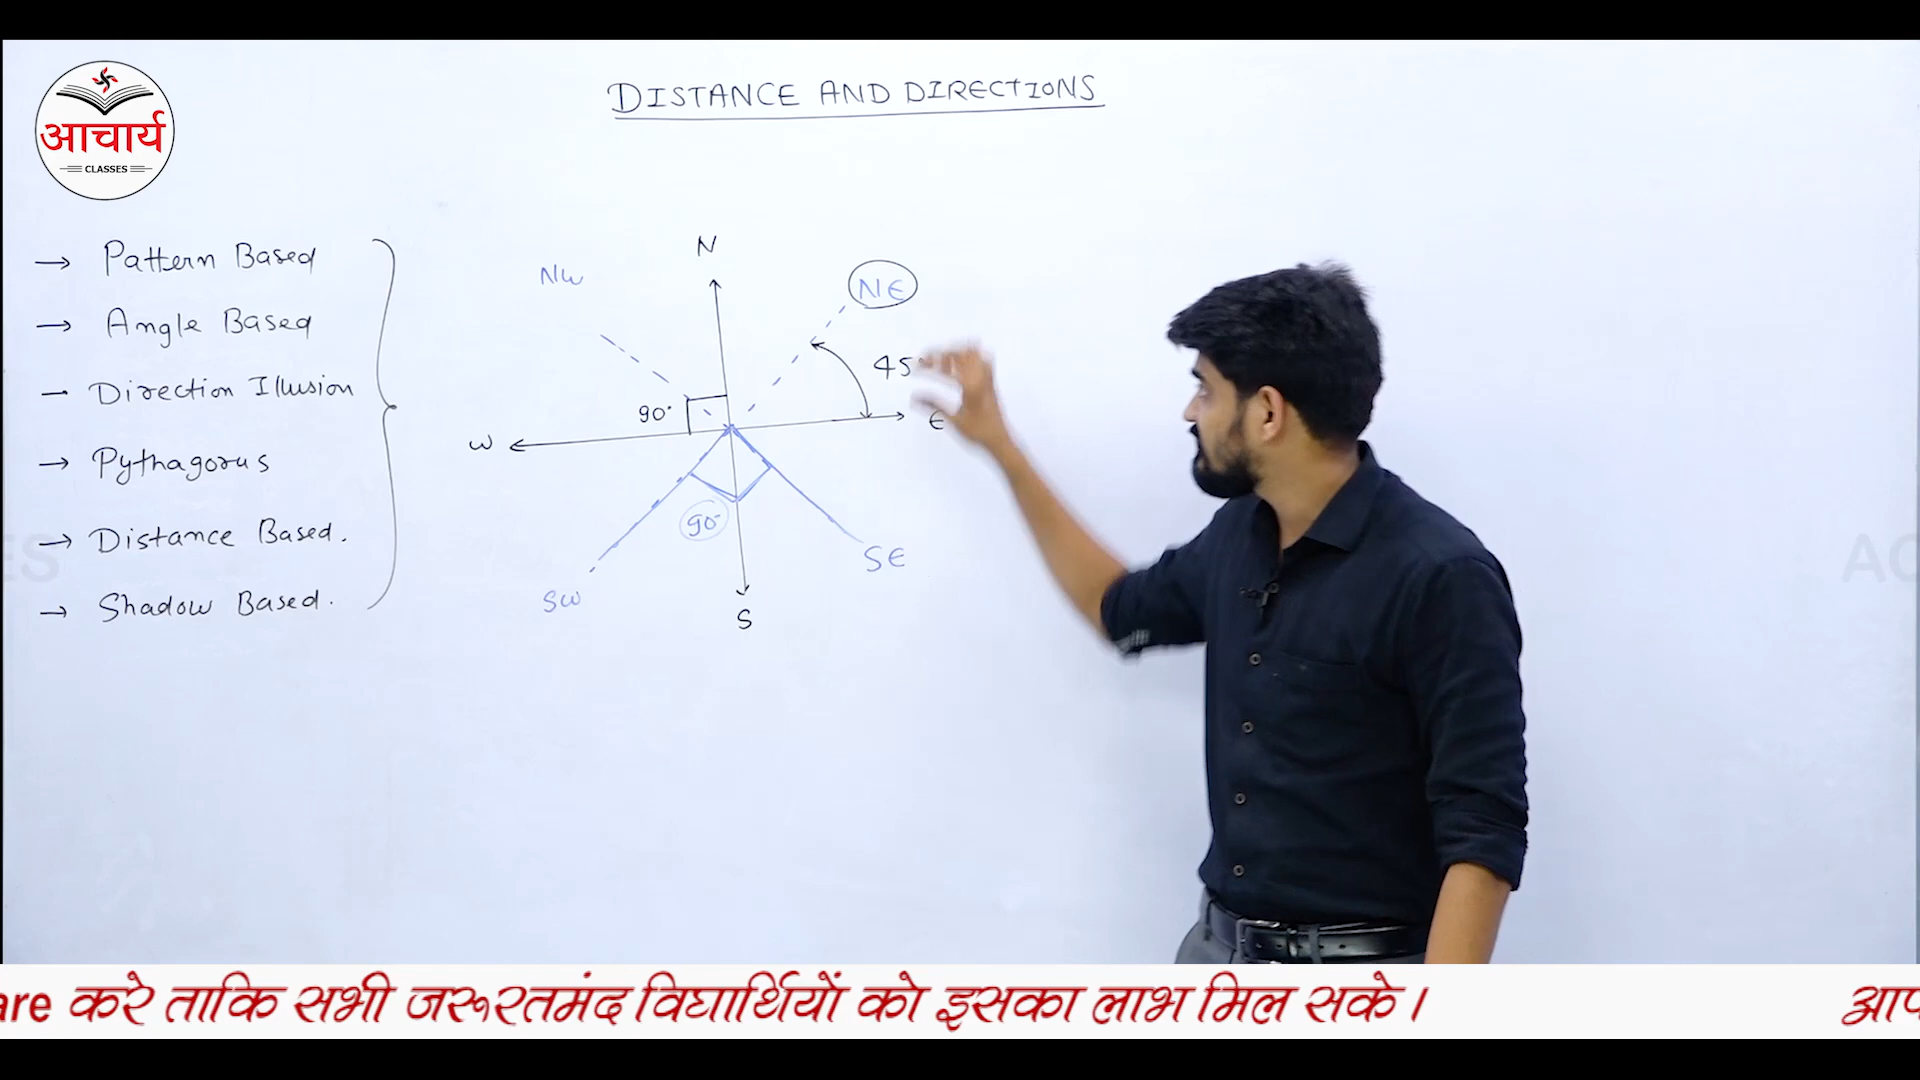 DISTANCE AND DIRECTIONS
आचार्य
CLASSES
→ Pattern Based
→ Angle Based
– Direction Illusion
→ Pythagorus
→ Distance Based.
→ Shadow Based.
N
NW
NE
45
90°
W
E
90°
SE
SW
S
are करे ताकि सभी जरूरतमंद विद्यार्थियों को इसका लाभ मिल सके।
आप